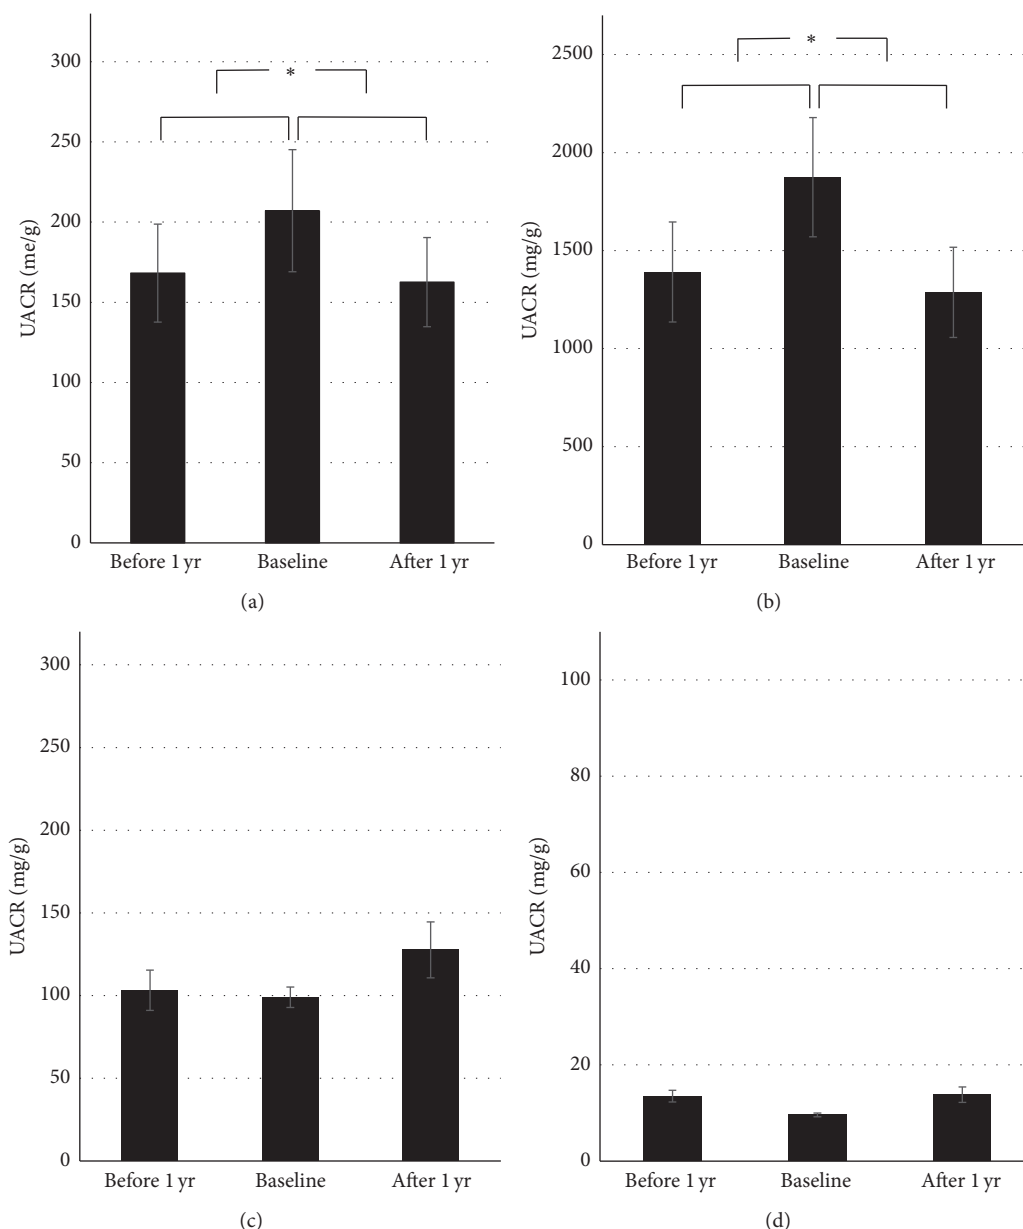 300
250
200
150
100
50
0
UACR (me/g)
*
Before 1 yr
Baseline
After 1 yr
(a)
2500
2000
1500
1000
500
0
UACR (mg/g)
*
Before 1 yr
Baseline
After 1 yr
(b)
300
250
200
150
100
50
0
UACR (mg/g)
Before 1 yr
Baseline
After 1 yr
(c)
100
80
60
40
20
0
UACR (mg/g)
Before 1 yr
Baseline
After 1 yr
(d)